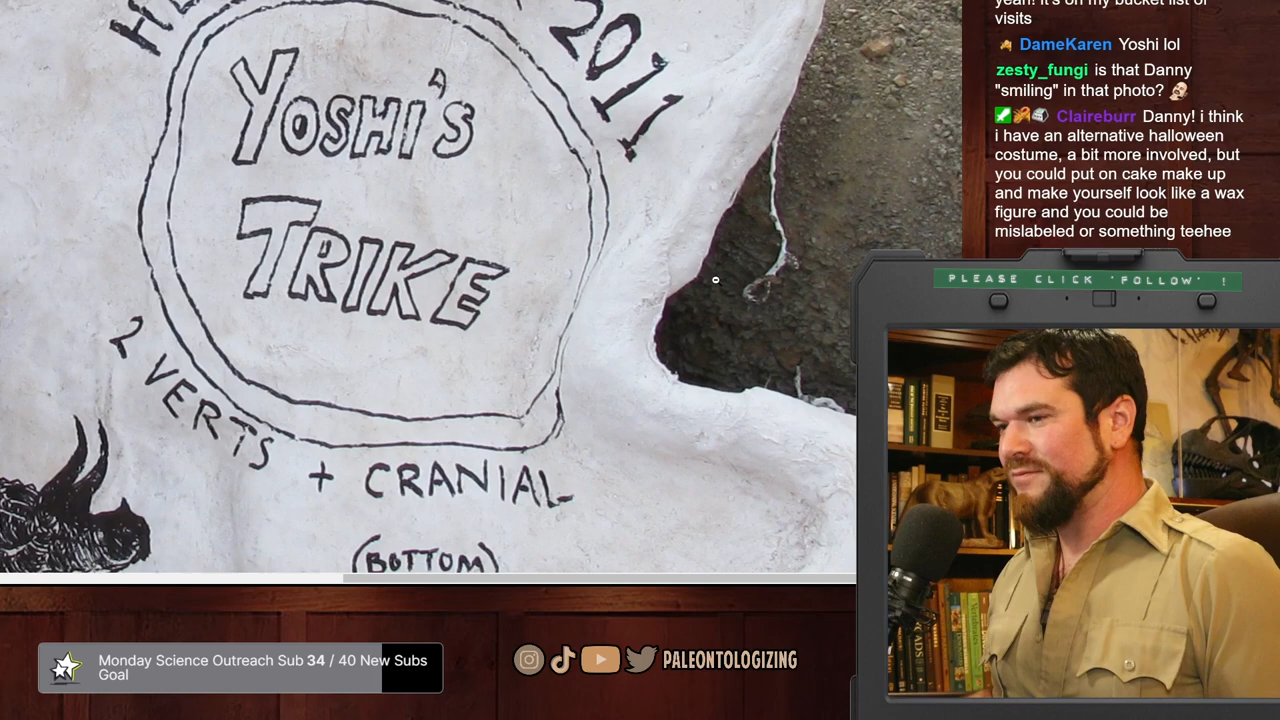 2011
YOSHI'S
TRIKE
2 VERTS + CRANIAL
(BOTTOM)
yeah! it's on my bucket list of
visits
DameKaren Yoshi lol
zesty_fungi is that Danny
"smiling" in that photo?
Claireburr Danny! i think
i have an alternative halloween
costume, a bit more involved, but
you could put on cake make up
and make yourself look like a wax
figure and you could be
mislabeled or something teehee
PLEASE CLICK 'FOLLOW' !
Monday Science Outreach Sub 34 / 40 New Subs
Goal
PALEONTOLOGIZING